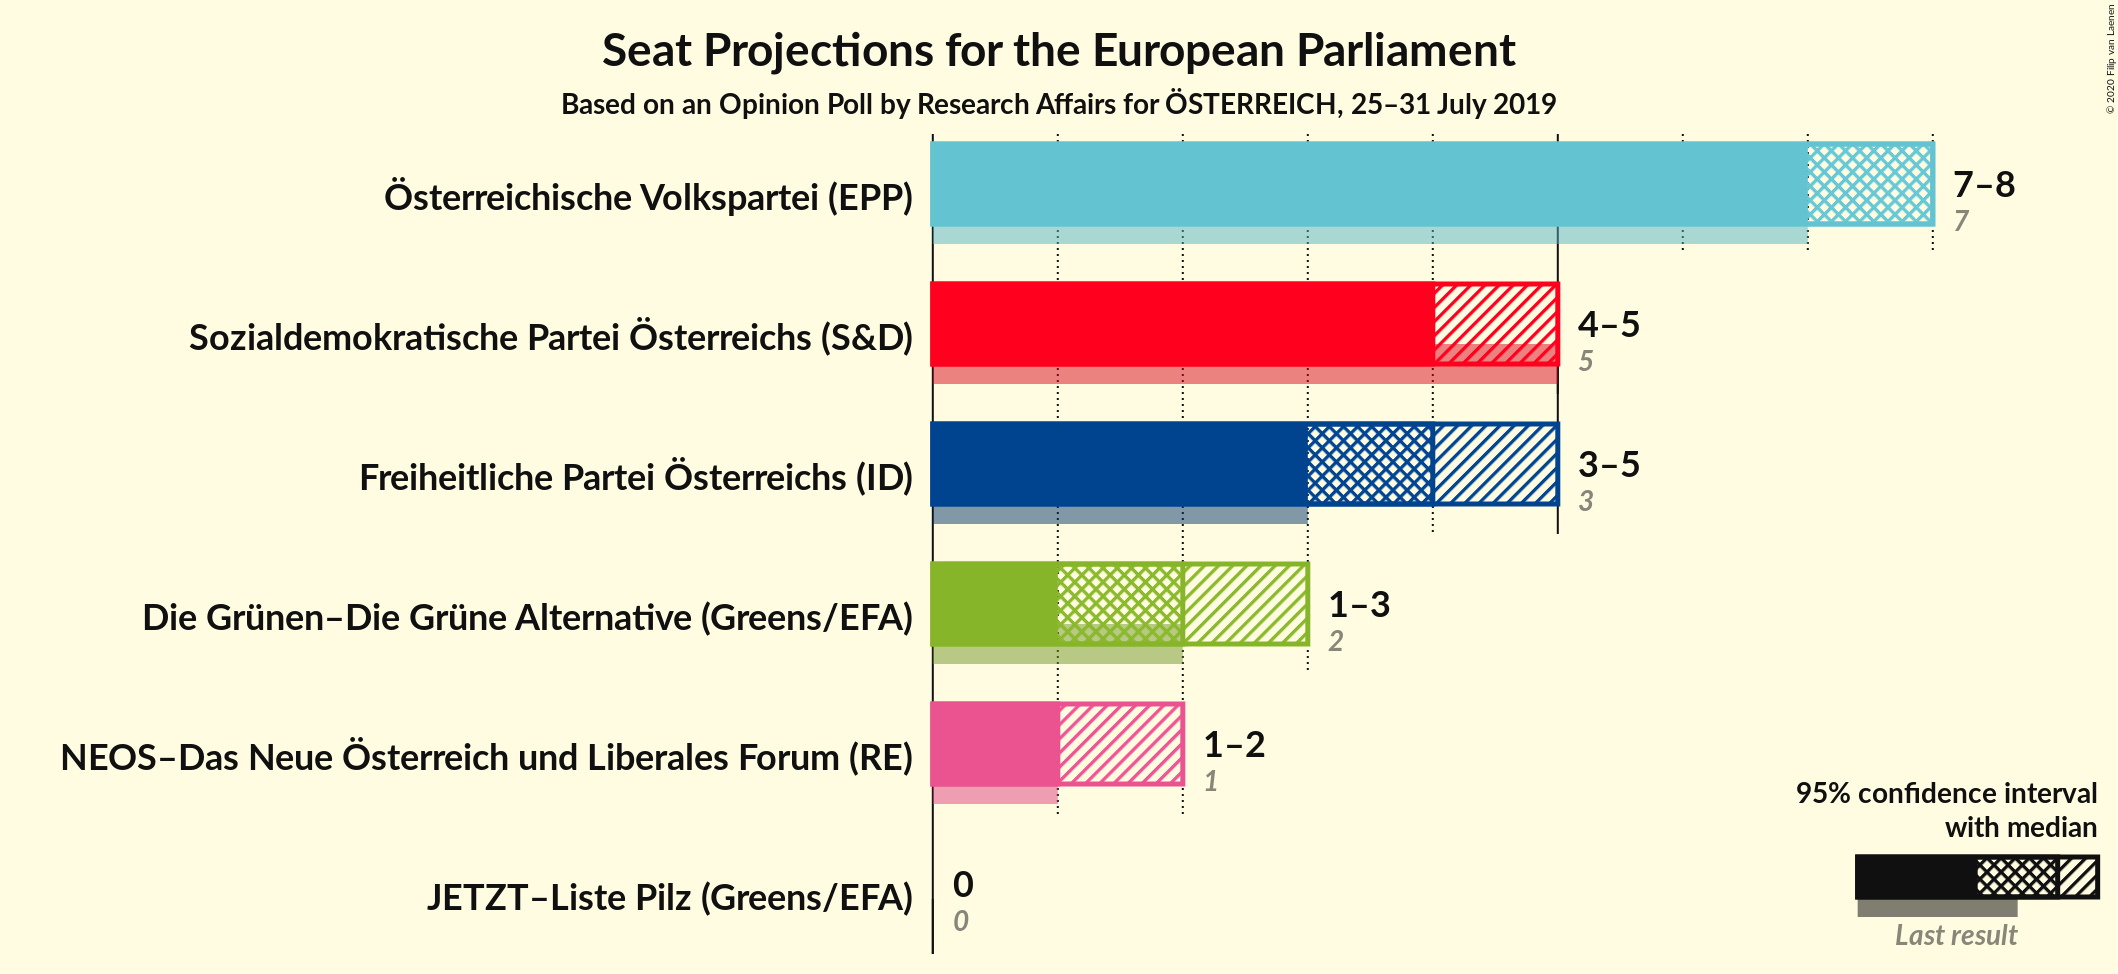 Seat Projections for the European Parliament
Based on an Opinion Poll by Research Affairs for ÖSTERREICH, 25–31 July 2019
© 2020 Filip van Laenen
Österreichische Volkspartei (EPP)
7–8
7
Sozialdemokratische Partei Österreichs (S&D)
4–5
5
Freiheitliche Partei Österreichs (ID)
3–5
3
Die Grünen–Die Grüne Alternative (Greens/EFA)
1–3
2
NEOS–Das Neue Österreich und Liberales Forum (RE)
1–2
1
JETZT–Liste Pilz (Greens/EFA)
0
0
95% confidence interval
with median
Last result